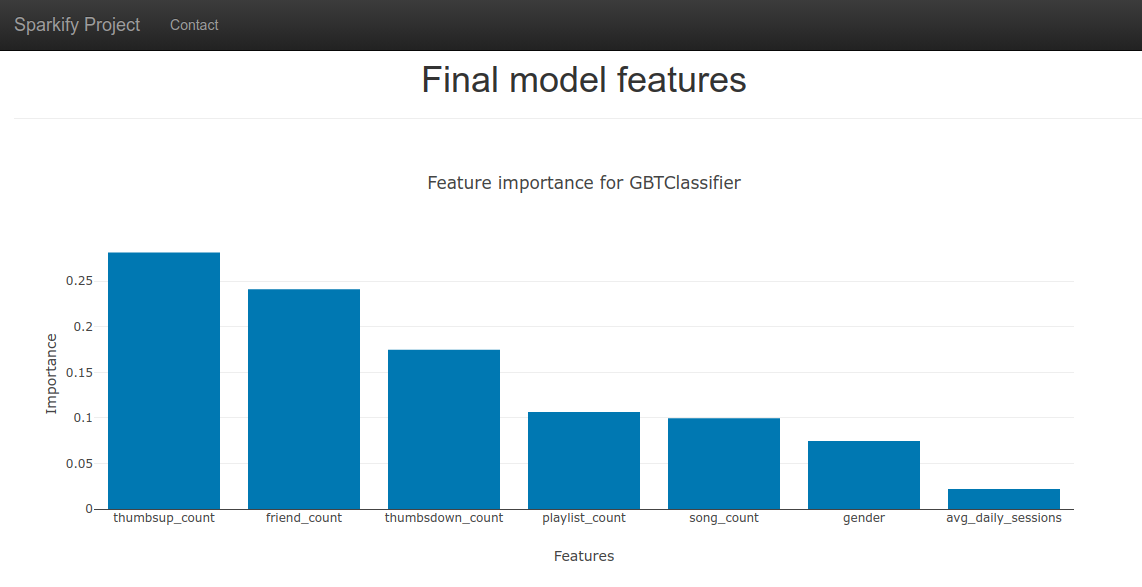 Sparkify Project Contact
Final model features
Feature importance for GBTClassifier
Importance
0.25
0.2
0.15
0.1
0.05
0
thumbsup_count friend_count thumbsdown_count playlist_count song_count gender avg_daily_sessions
Features